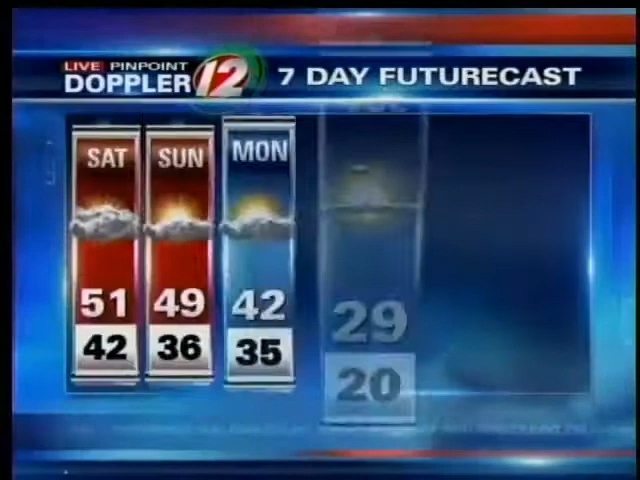 LIVE PINPOINT
DOPPLER 12
7 DAY FUTURECAST
SAT SUN MON
51 49 42 29
42 36 35 20